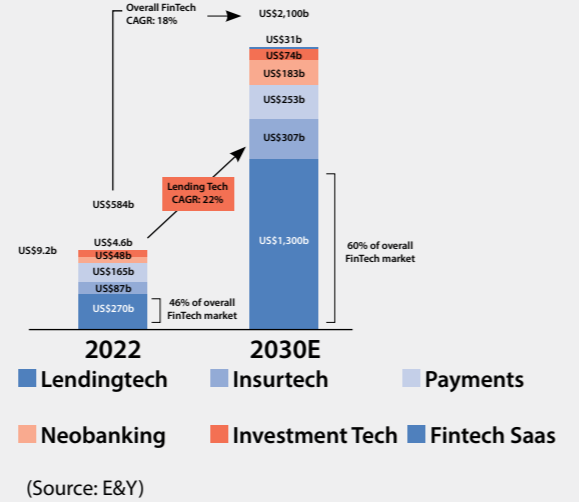 Overall FinTech
CAGR: 18%
US$2,100b
US$31b
US$74b
US$183b
US$253b
US$307b
Lending Tech
CAGR: 22%
US$584b
US$4.6b
US$9.2b
US$48b
US$165b
US$87b
US$270b
46% of overall
FinTech market
US$1,300b
60% of overall
FinTech market
2022
2030E
Lendingtech
Insurtech
Payments
Neobanking
Investment Tech
Fintech Saas
(Source: E&Y)